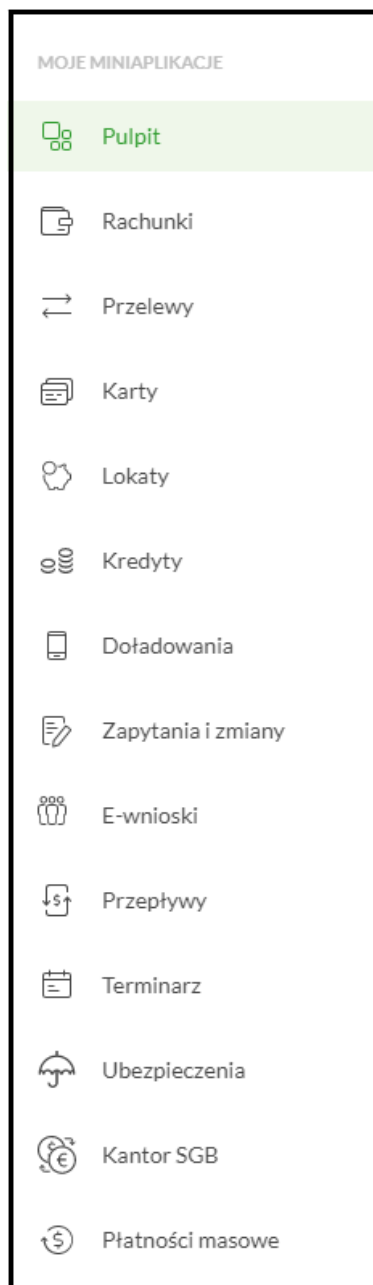 MOJE MINIAPLIKACJE
Pulpit
Rachunki
Przelewy
Karty
Lokaty
Kredyty
Doładowania
Zapytania i zmiany
E-wnioski
Przepływy
Terminarz
Ubezpieczenia
Kantor SGB
Płatności masowe